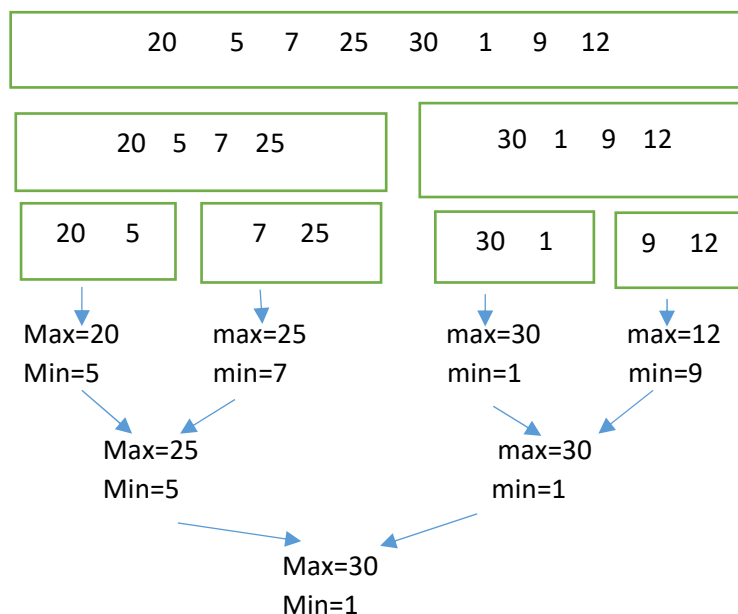 20 5 7 25 30 1 9 12
20 5 7 25
30 1 9 12
20 5
7 25
30 1
9 12
Max=20
Min=5
max=25
min=7
max=30
min=1
max=12
min=9
Max=25
Min=5
max=30
min=1
Max=30
Min=1